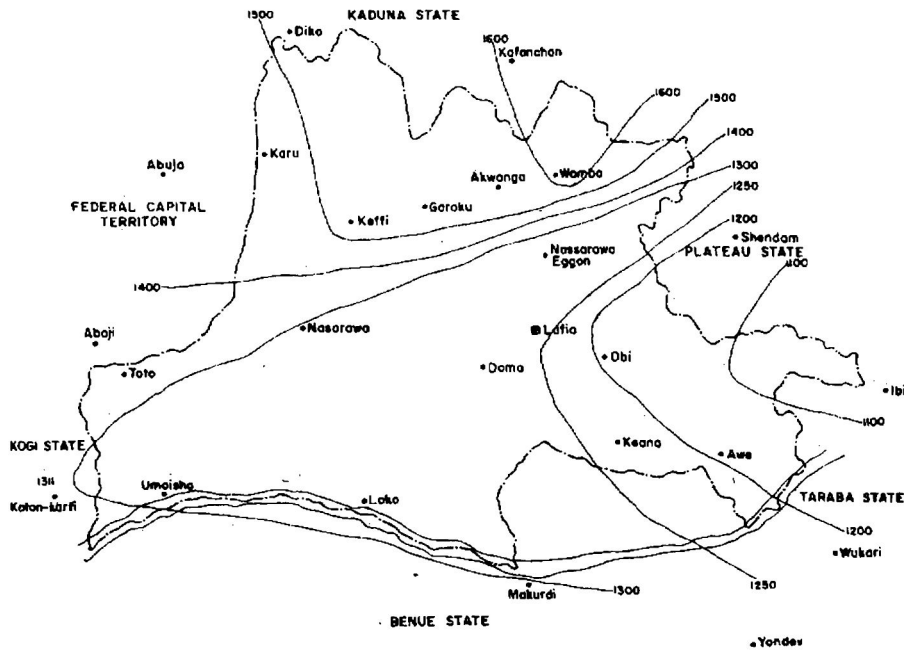 1500
KADUNA STATE
Diko
1600
Kafanchan
1600
1500
1400
Abuja
Karu
1300
Akwanga
Wamba
1250
FEDERAL CAPITAL
TERRITORY
Keffi
Garaku
1200
Nassarawa
Eggon
Shendam
PLATEAU STATE
1100
1400
Abaji
Nasarawa
Lafia
Toto
Doma
Obi
Ibi
KOGI STATE
1100
Keana
Awe
1311
Koton-karfi
Umaisha
Loko
TARABA STATE
1200
Wukari
1300
1250
Makurdi
BENUE STATE
Yandev